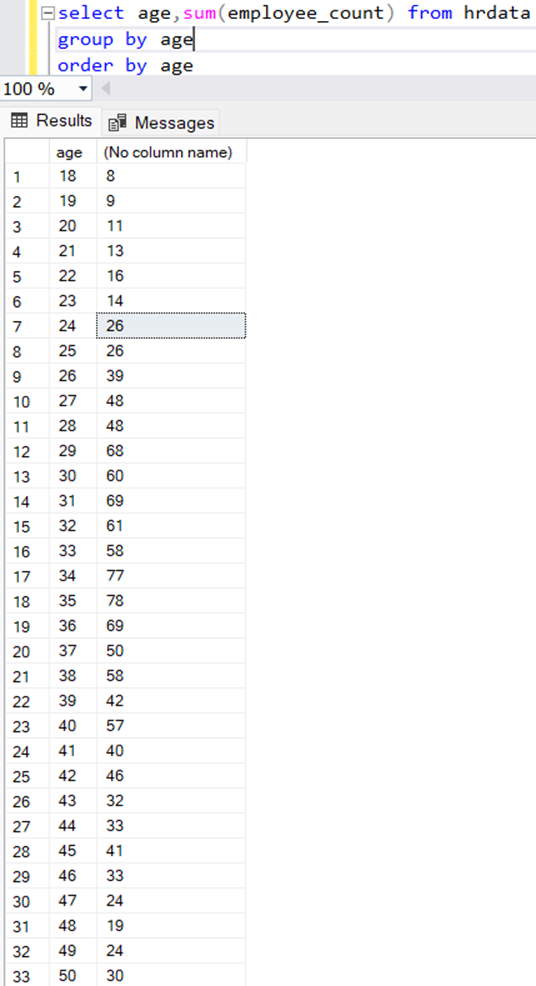 select age,sum(employee_count) from hrdata
group by age
order by age
100 %
Results Messages
age (No column name)
1 18 8
2 19 9
3 20 11
4 21 13
5 22 16
6 23 14
7 24 26
8 25 26
9 26 39
10 27 48
11 28 48
12 29 68
13 30 60
14 31 69
15 32 61
16 33 58
17 34 77
18 35 78
19 36 69
20 37 50
21 38 58
22 39 42
23 40 57
24 41 40
25 42 46
26 43 32
27 44 33
28 45 41
29 46 33
30 47 24
31 48 19
32 49 24
33 50 30